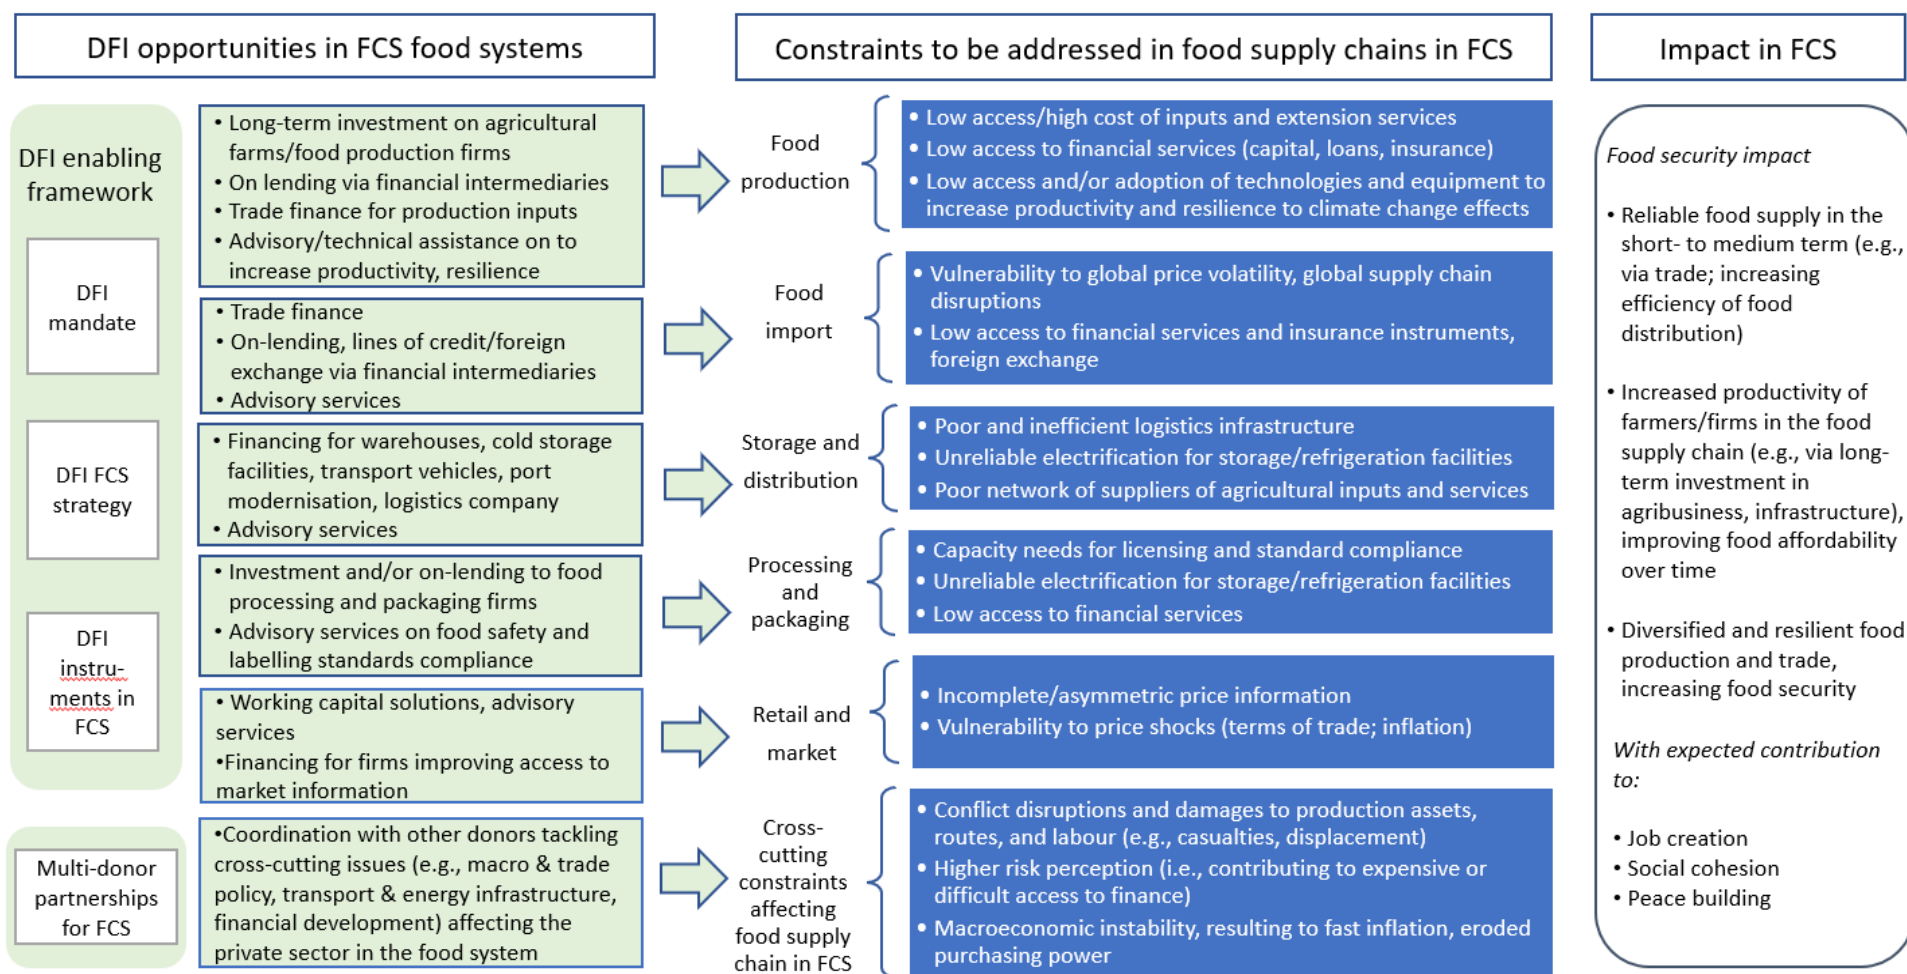 DFI opportunities in FCS food systems
Constraints to be addressed in food supply chains in FCS
Impact in FCS
DFI enabling
framework
DFI
mandate
DFI FCS
strategy
DFI
instru-
ments in
FCS
Multi-donor
partnerships
for FCS
• Long-term investment on agricultural
farms/food production firms
• On lending via financial intermediaries
• Trade finance for production inputs
• Advisory/technical assistance on to
increase productivity, resilience
• Trade finance
• On-lending, lines of credit/foreign
exchange via financial intermediaries
• Advisory services
• Financing for warehouses, cold storage
facilities, transport vehicles, port
modernisation, logistics company
• Advisory services
• Investment and/or on-lending to food
processing and packaging firms
• Advisory services on food safety and
labelling standards compliance
• Working capital solutions, advisory
services
•Financing for firms improving access to
market information
•Coordination with other donors tackling
cross-cutting issues (e.g., macro & trade
policy, transport & energy infrastructure,
financial development) affecting the
private sector in the food system
Food
production
• Low access/high cost of inputs and extension services
• Low access to financial services (capital, loans, insurance)
• Low access and/or adoption of technologies and equipment to
increase productivity and resilience to climate change effects
Food
import
• Vulnerability to global price volatility, global supply chain
disruptions
• Low access to financial services and insurance instruments,
foreign exchange
Storage and
distribution
• Poor and inefficient logistics infrastructure
• Unreliable electrification for storage/refrigeration facilities
• Poor network of suppliers of agricultural inputs and services
Processing
and
packaging
• Capacity needs for licensing and standard compliance
• Unreliable electrification for storage/refrigeration facilities
• Low access to financial services
Retail and
market
• Incomplete/asymmetric price information
• Vulnerability to price shocks (terms of trade; inflation)
Cross-
cutting
constraints
affecting
food supply
chain in FCS
• Conflict disruptions and damages to production assets,
routes, and labour (e.g., casualties, displacement)
• Higher risk perception (i.e., contributing to expensive or
difficult access to finance)
• Macroeconomic instability, resulting to fast inflation, eroded
purchasing power
Food security impact
• Reliable food supply in the
short- to medium term (e.g.,
via trade; increasing
efficiency of food
distribution)
• Increased productivity of
farmers/firms in the food
supply chain (e.g., via long-
term investment in
agribusiness, infrastructure),
improving food affordability
over time
• Diversified and resilient food
production and trade,
increasing food security
With expected contribution
to:
• Job creation
• Social cohesion
• Peace building